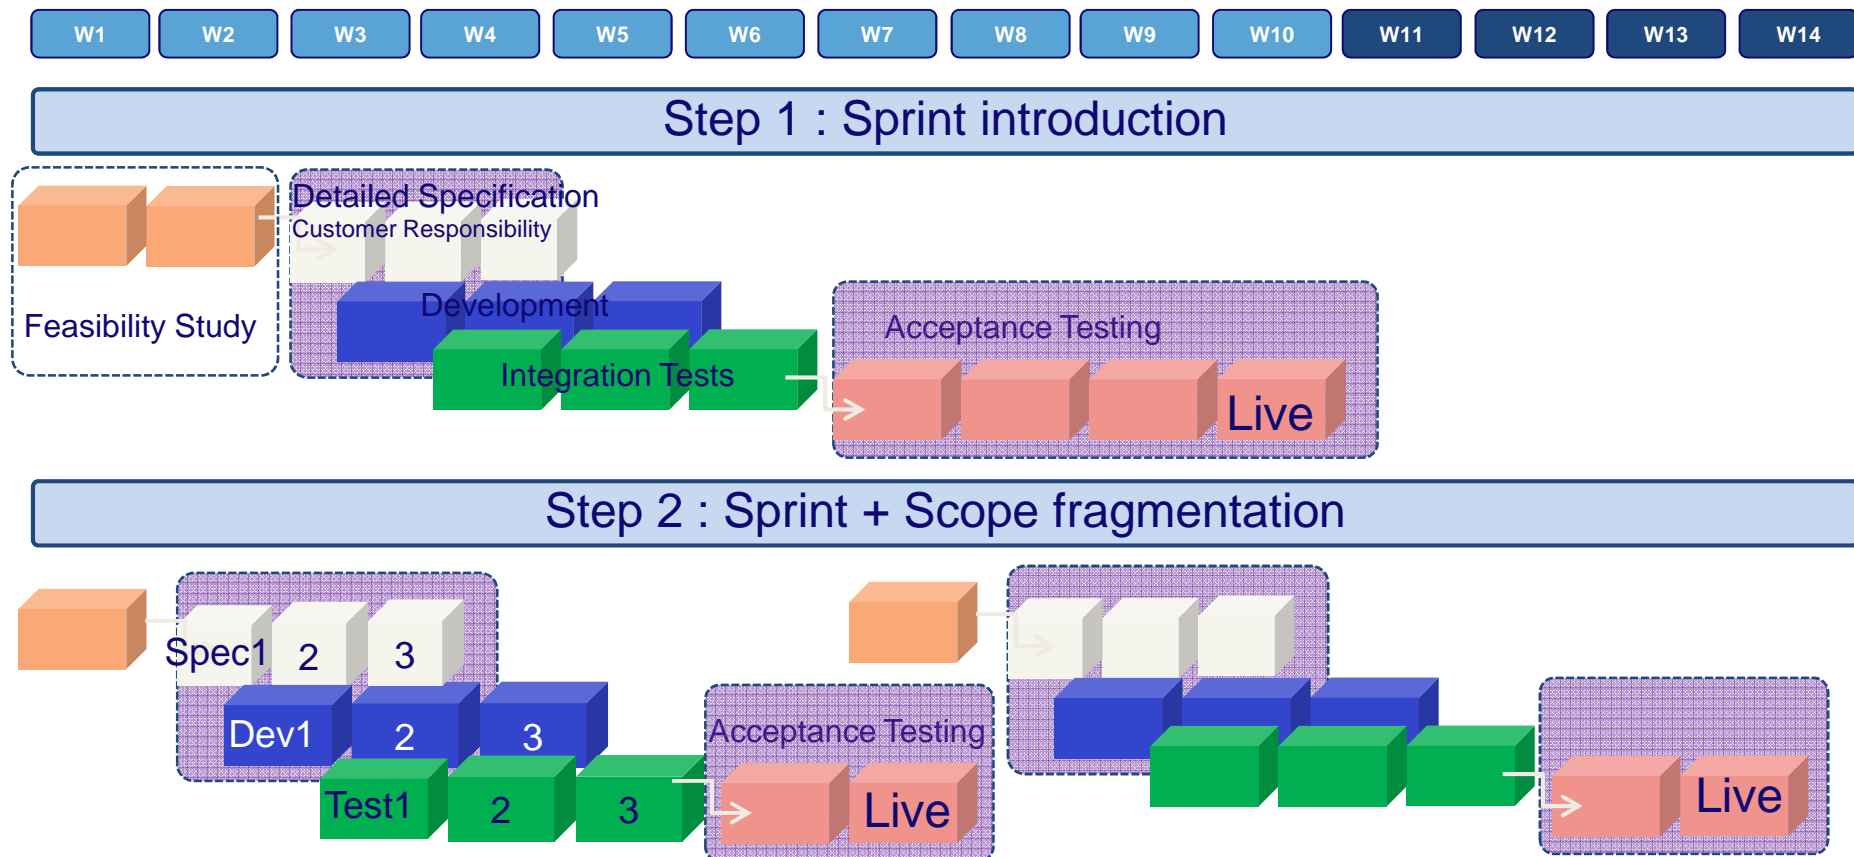 W1 W2 W3 W4 W5 W6 W7 W8 W9 W10 W11 W12 W13 W14
Step 1 : Sprint introduction
Detailed Specification
Customer Responsibility
Feasibility Study
Development
Acceptance Testing
Integration Tests
Live
Step 2 : Sprint + Scope fragmentation
Spec1 2 3
Dev1 2 3
Acceptance Testing
Test1 2 3
Live
Live